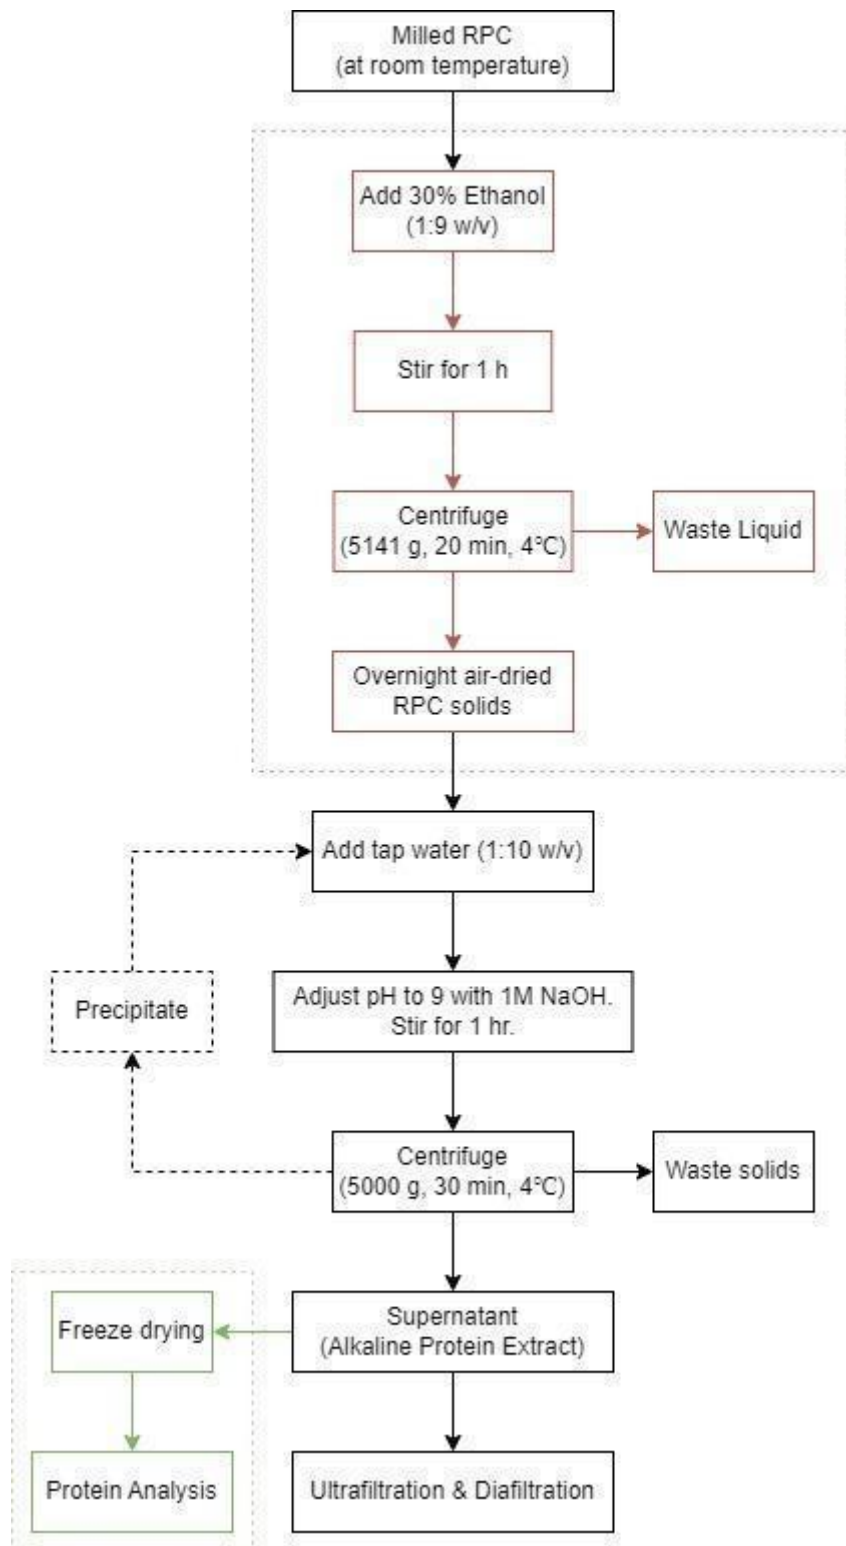 Milled RPC
(at room temperature)
Add 30% Ethanol
(1:9 w/v)
Stir for 1 h
Centrifuge
(5141 g, 20 min, 4℃)
Waste Liquid
Overnight air-dried
RPC solids
Add tap water (1:10 w/v)
Precipitate
Adjust pH to 9 with 1M NaOH.
Stir for 1 hr.
Centrifuge
(5000 g, 30 min, 4℃)
Waste solids
Freeze drying
Supernatant
(Alkaline Protein Extract)
Protein Analysis
Ultrafiltration & Diafiltration